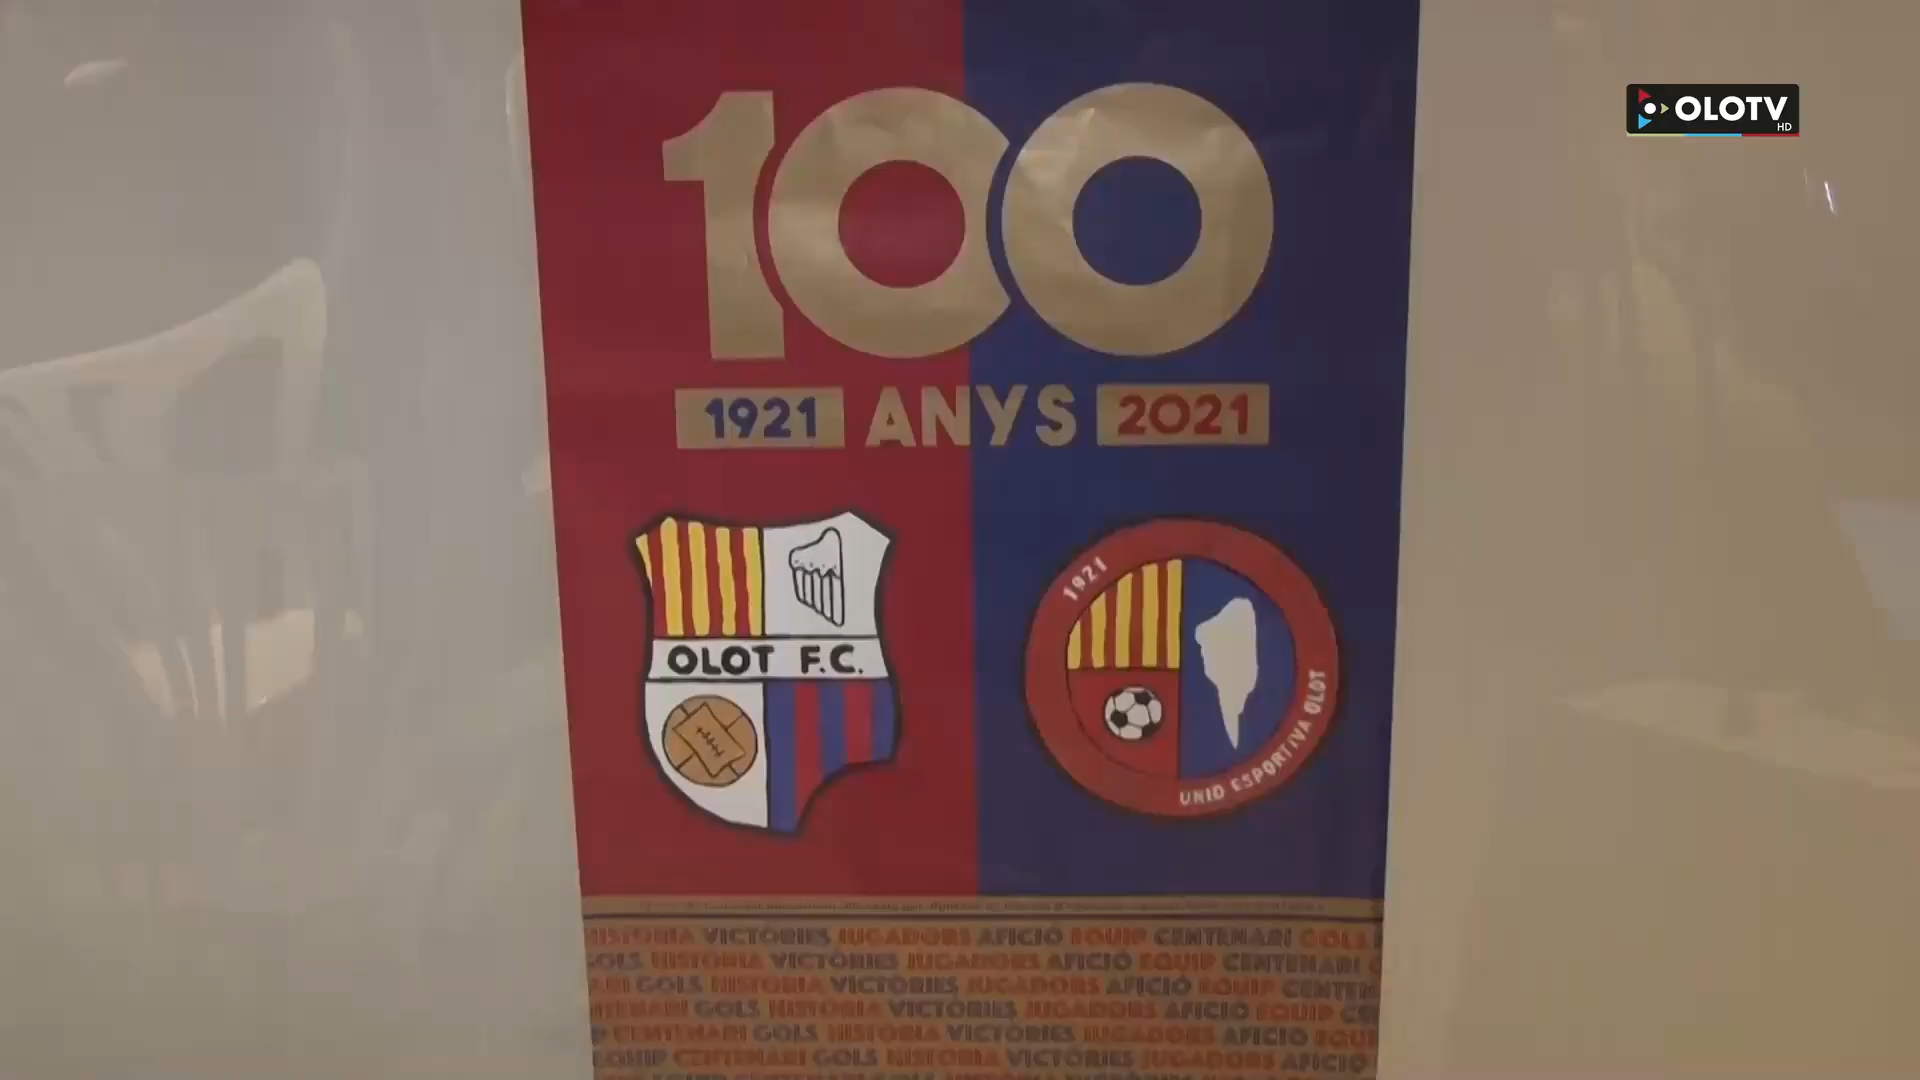 OLOTV
HD
100
1921 ANYS 2021
OLOT F.C.
1921
UNIÓ ESPORTIVA OLOT
HISTÒRIA VICTÒRIES JUGADORS AFICIÓ EQUIP CENTENARI GOLS
GOLS HISTÒRIA VICTÒRIES JUGADORS AFICIÓ EQUIP CENTENARI
GOLS HISTÒRIA VICTÒRIES JUGADORS AFICIÓ EQUIP
GOLS HISTÒRIA VICTÒRIES JUGADORS AFICIÓ EQUIP
CENTENARI GOLS HISTÒRIA VICTÒRIES JUGADORS AFICIÓ
EQUIP CENTENARI GOLS HISTÒRIA VICTÒRIES JUGADORS AFICIÓ